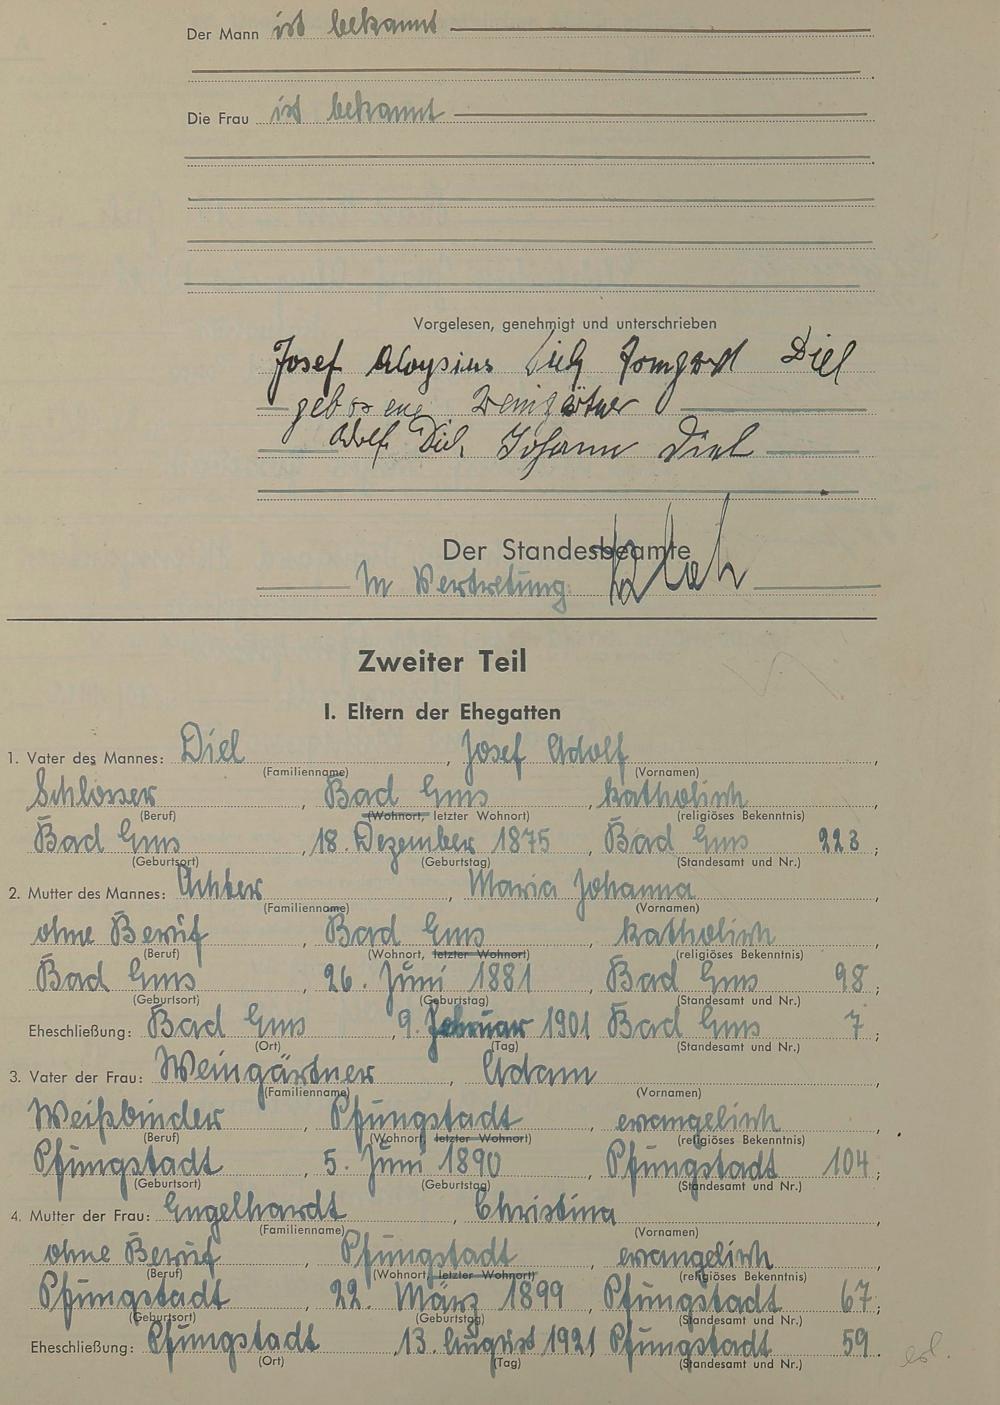 Der Mann ist bekannt
Die Frau ist bekannt
Vorgelesen, genehmigt und unterschrieben
Josef Aloysius Diel Irmgard Diel
geborene Weingärtner
Adolf Diel Johann Diel
Der Standesbeamte
In Vertretung:
Zweiter Teil
I. Eltern der Ehegatten
1. Vater des Mannes: Diel, Josef Adolf,
(Familienname) (Vornamen)
Schlosser, Bad Ems, katholisch,
(Beruf) (Wohnort, letzter Wohnort) (religiöses Bekenntnis)
Bad Ems, 18. Dezember 1875, Bad Ems 223;
(Geburtsort) (Geburtstag) (Standesamt und Nr.)
2. Mutter des Mannes: Achter, Maria Johanna,
(Familienname) (Vornamen)
ohne Beruf, Bad Ems, katholisch,
(Beruf) (Wohnort, letzter Wohnort) (religiöses Bekenntnis)
Bad Ems, 26. Juni 1881, Bad Ems 98;
(Geburtsort) (Geburtstag) (Standesamt und Nr.)
Eheschließung: Bad Ems, 9. Februar 1901, Bad Ems 7;
(Ort) (Tag) (Standesamt und Nr.)
3. Vater der Frau: Weingärtner, Adam,
(Familienname) (Vornamen)
Weißbinder, Pfungstadt, evangelisch,
(Beruf) (Wohnort, letzter Wohnort) (religiöses Bekenntnis)
Pfungstadt, 5. Juni 1890, Pfungstadt 104;
(Geburtsort) (Geburtstag) (Standesamt und Nr.)
4. Mutter der Frau: Engelhardt, Christina,
(Familienname) (Vornamen)
ohne Beruf, Pfungstadt, evangelisch,
(Beruf) (Wohnort, letzter Wohnort) (religiöses Bekenntnis)
Pfungstadt, 22. März 1899, Pfungstadt 67;
(Geburtsort) (Geburtstag) (Standesamt und Nr.)
Eheschließung: Pfungstadt, 13. August 1921, Pfungstadt 59.
(Ort) (Tag) (Standesamt und Nr.)